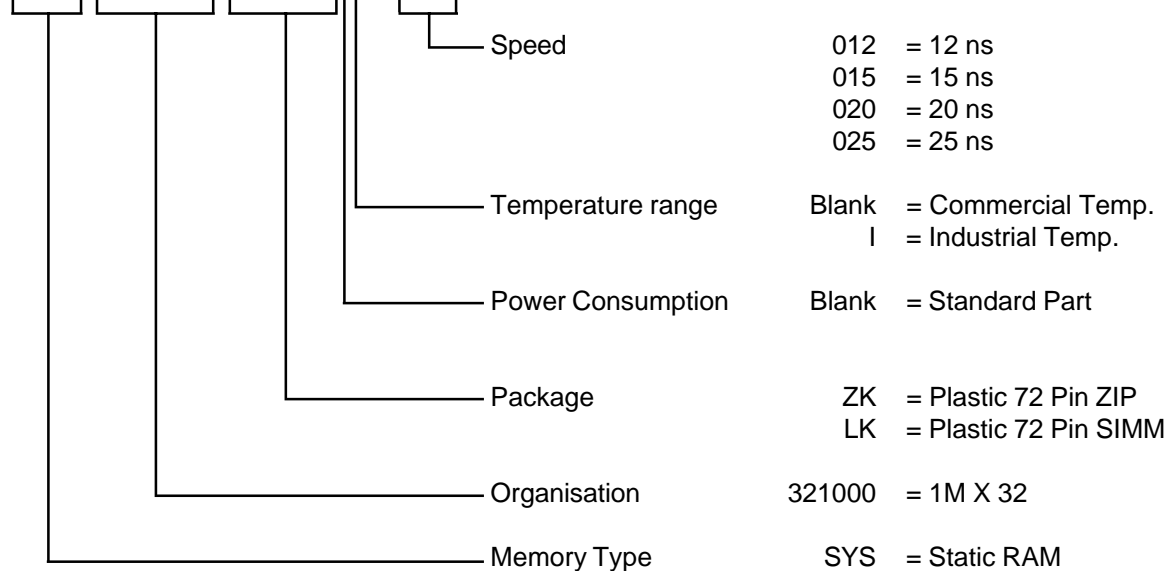 Speed 012 = 12 ns
015 = 15 ns
020 = 20 ns
025 = 25 ns
Temperature range Blank = Commercial Temp.
I = Industrial Temp.
Power Consumption Blank = Standard Part
Package ZK = Plastic 72 Pin ZIP
LK = Plastic 72 Pin SIMM
Organisation 321000 = 1M X 32
Memory Type SYS = Static RAM